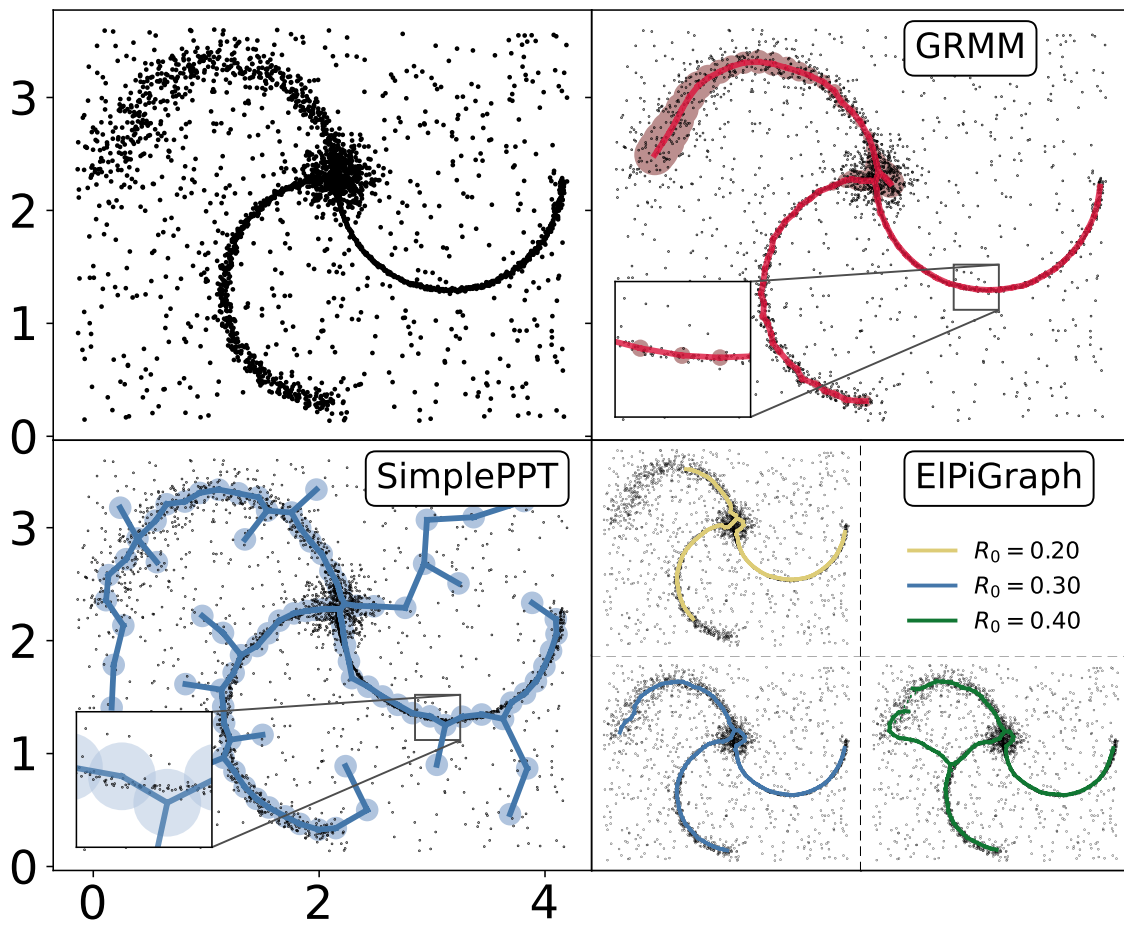 GRMM
3
2
1
0
SimplePPT
ElPiGraph
R₀ = 0.20
R₀ = 0.30
R₀ = 0.40
3
2
1
0
0 2 4